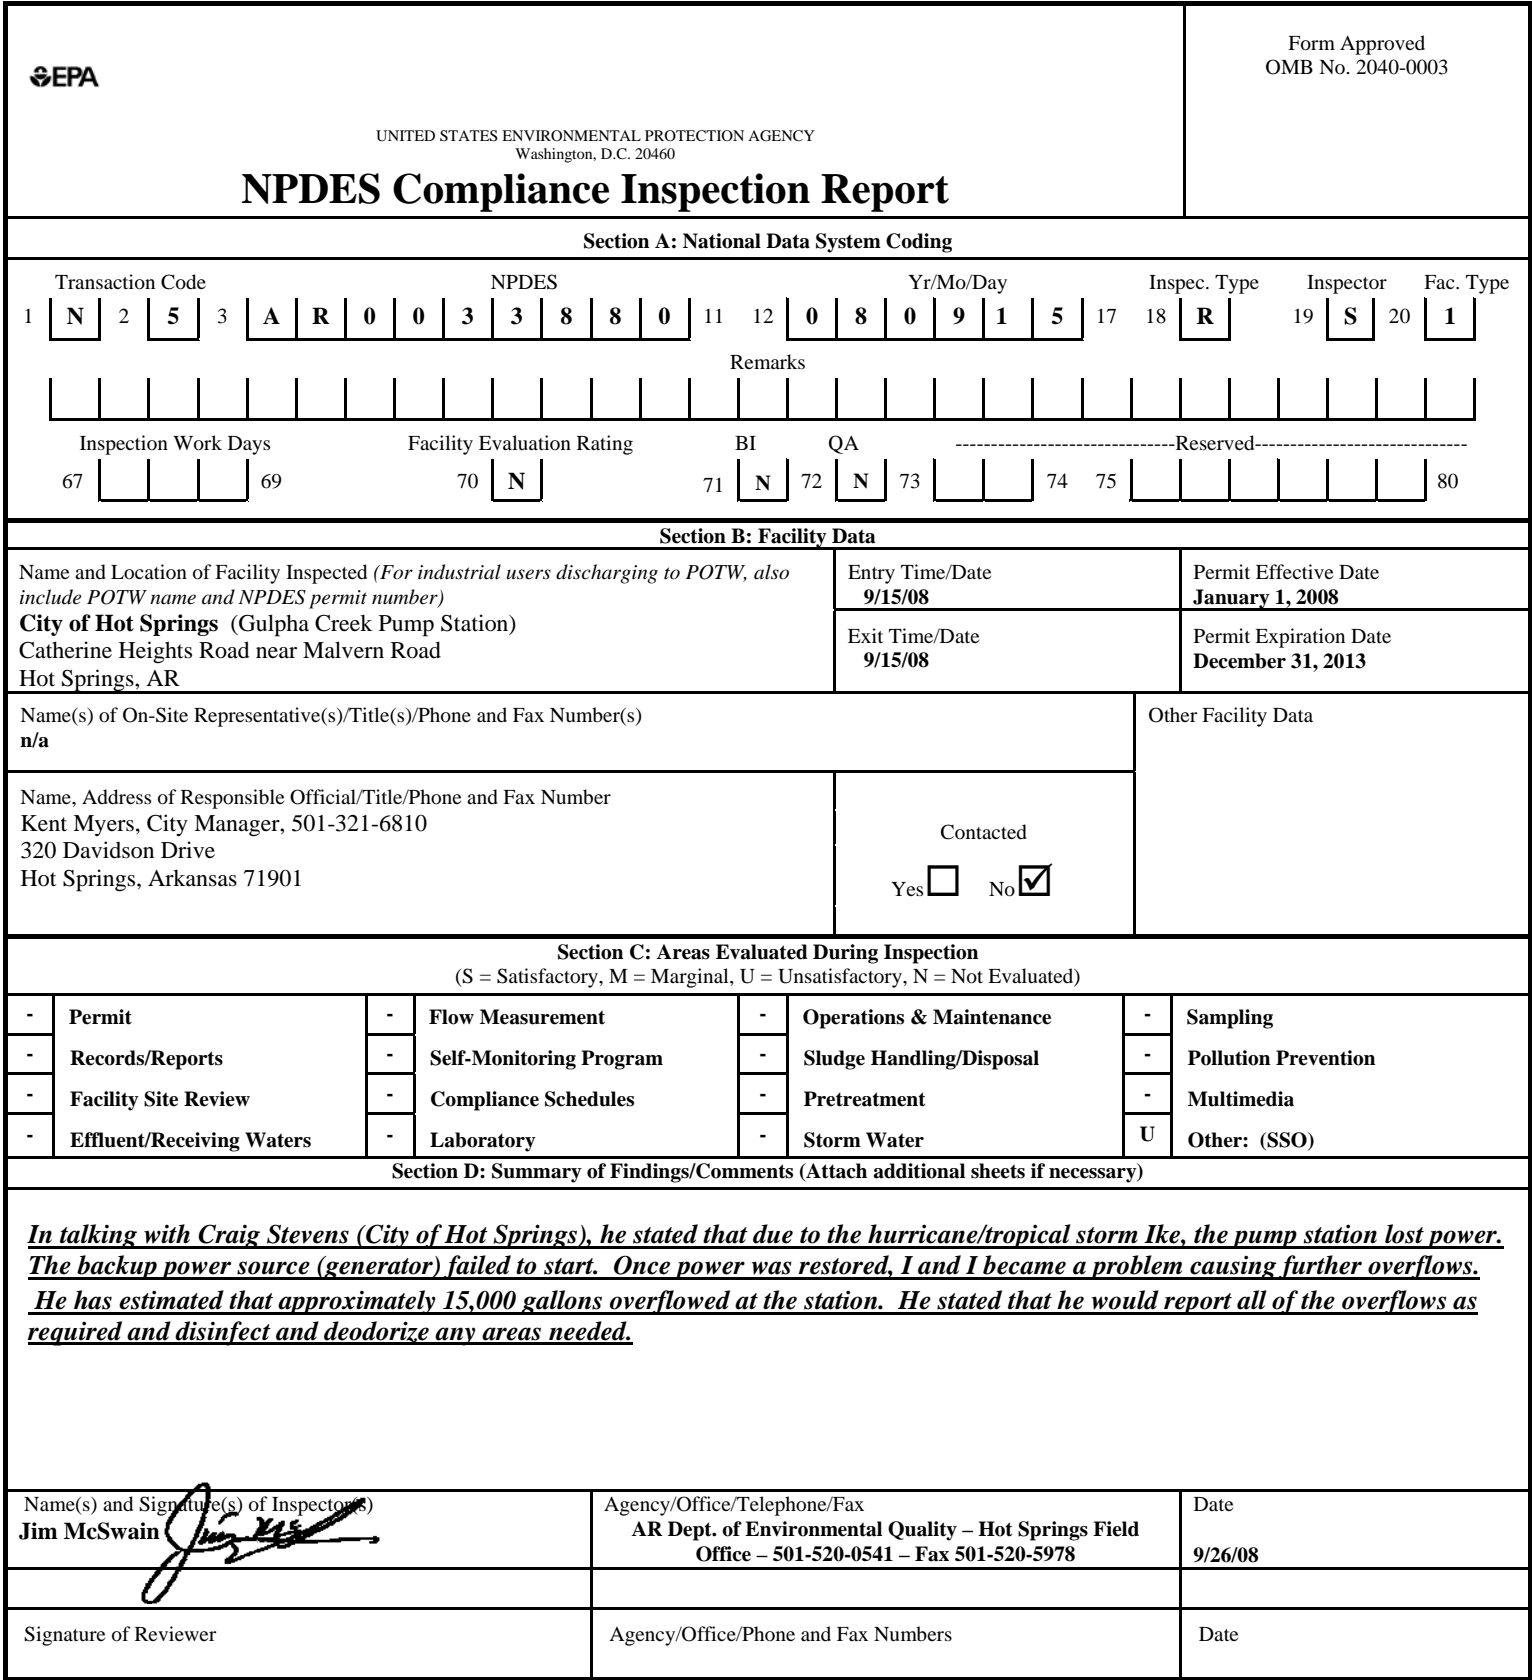 Form Approved
OMB No. 2040-0003
EPA
UNITED STATES ENVIRONMENTAL PROTECTION AGENCY
Washington, D.C. 20460
NPDES Compliance Inspection Report
Section A: National Data System Coding
Transaction Code NPDES Yr/Mo/Day Inspec. Type Inspector Fac. Type
1 N 2 5 3 A R 0 0 3 3 8 8 0 11 12 0 8 0 9 1 5 17 18 R 19 S 20 1
Remarks
Inspection Work Days Facility Evaluation Rating BI QA -------------------------------Reserved------------------------------
67 69 70 N 71 N 72 N 73 74 75 80
Section B: Facility Data
Name and Location of Facility Inspected (For industrial users discharging to POTW, also
include POTW name and NPDES permit number)
City of Hot Springs (Gulpha Creek Pump Station)
Catherine Heights Road near Malvern Road
Hot Springs, AR
Entry Time/Date
9/15/08
Permit Effective Date
January 1, 2008
Exit Time/Date
9/15/08
Permit Expiration Date
December 31, 2013
Name(s) of On-Site Representative(s)/Title(s)/Phone and Fax Number(s)
n/a
Other Facility Data
Name, Address of Responsible Official/Title/Phone and Fax Number
Kent Myers, City Manager, 501-321-6810
320 Davidson Drive
Hot Springs, Arkansas 71901
Contacted
Yes☐ No☑
Section C: Areas Evaluated During Inspection
(S = Satisfactory, M = Marginal, U = Unsatisfactory, N = Not Evaluated)
- Permit - Flow Measurement - Operations & Maintenance - Sampling
- Records/Reports - Self-Monitoring Program - Sludge Handling/Disposal - Pollution Prevention
- Facility Site Review - Compliance Schedules - Pretreatment - Multimedia
- Effluent/Receiving Waters - Laboratory - Storm Water U Other: (SSO)
Section D: Summary of Findings/Comments (Attach additional sheets if necessary)
In talking with Craig Stevens (City of Hot Springs), he stated that due to the hurricane/tropical storm Ike, the pump station lost power.
The backup power source (generator) failed to start. Once power was restored, I and I became a problem causing further overflows.
He has estimated that approximately 15,000 gallons overflowed at the station. He stated that he would report all of the overflows as
required and disinfect and deodorize any areas needed.
Name(s) and Signature(s) of Inspector(s)
Jim McSwain
Agency/Office/Telephone/Fax
AR Dept. of Environmental Quality – Hot Springs Field
Office – 501-520-0541 – Fax 501-520-5978
Date
9/26/08
Signature of Reviewer
Agency/Office/Phone and Fax Numbers
Date